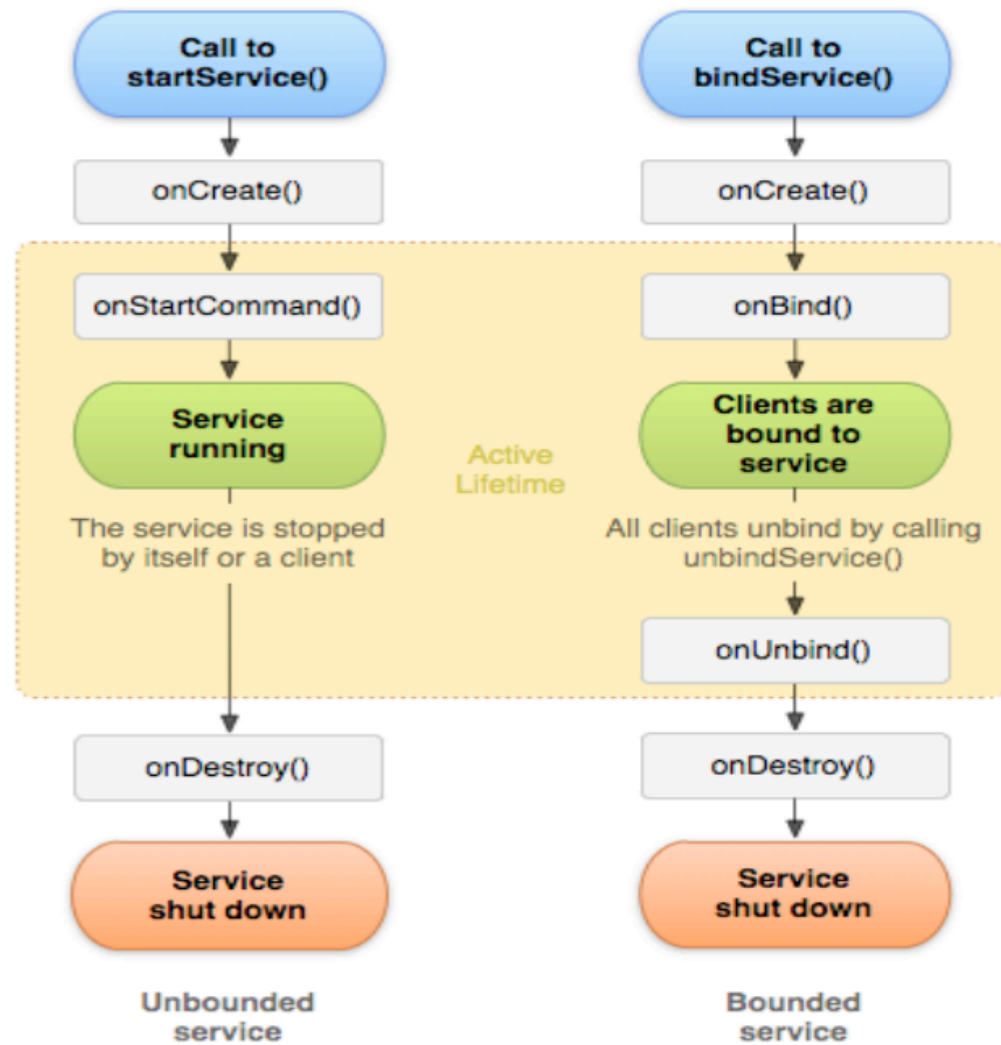 Call to
startService()
onCreate()
onStartCommand()
Service
running
The service is stopped
by itself or a client
onDestroy()
Service
shut down
Unbounded
service
Active
Lifetime
Call to
bindService()
onCreate()
onBind()
Clients are
bound to
service
All clients unbind by calling
unbindService()
onUnbind()
onDestroy()
Service
shut down
Bounded
service